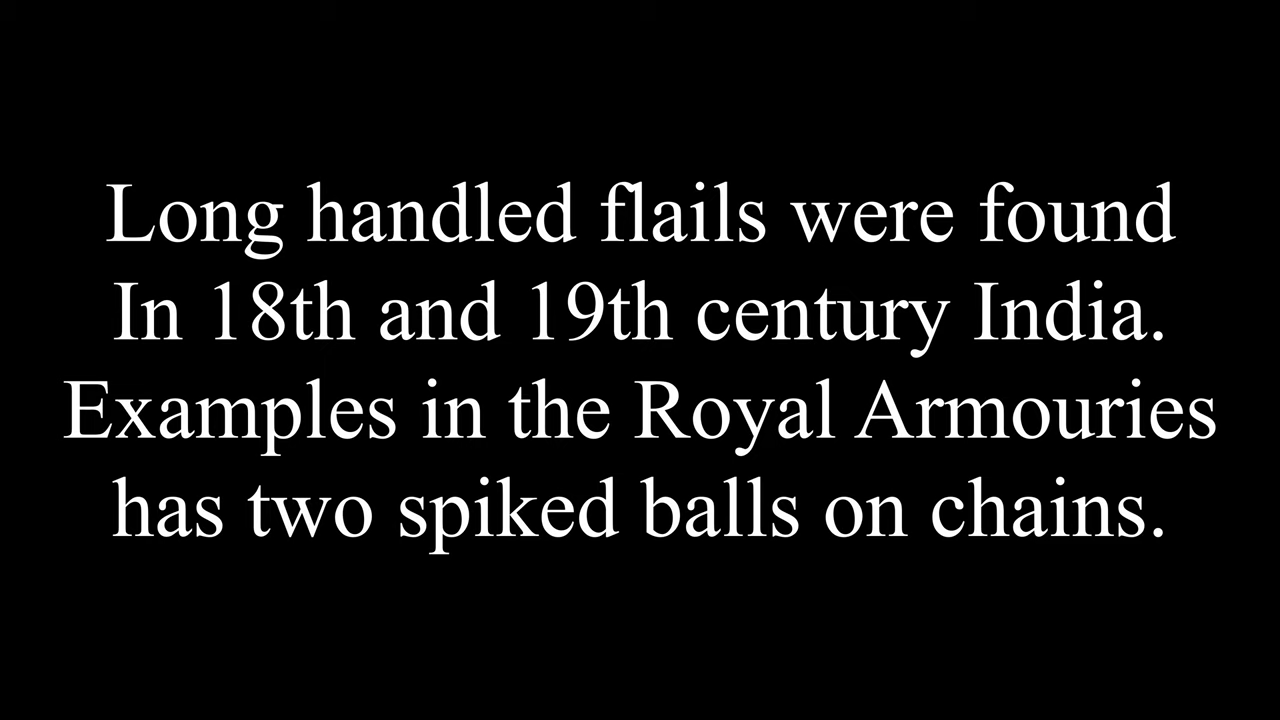 Long handled flails were found
In 18th and 19th century India.
Examples in the Royal Armouries
has two spiked balls on chains.